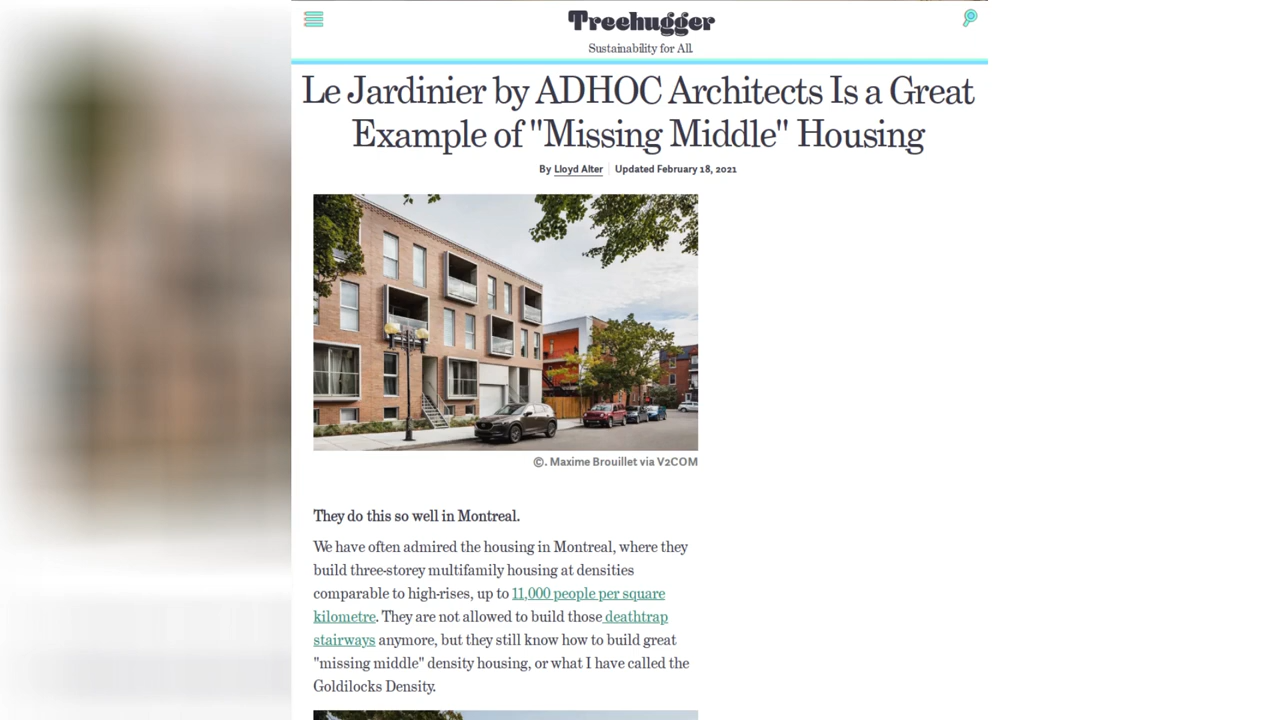 Treehugger
Sustainability for All.
Le Jardinier by ADHOC Architects Is a Great
Example of "Missing Middle" Housing
By Lloyd Alter Updated February 18, 2021
©. Maxime Brouillet via V2COM
They do this so well in Montreal.
We have often admired the housing in Montreal, where they
build three-storey multifamily housing at densities
comparable to high-rises, up to 11,000 people per square
kilometre. They are not allowed to build those deathtrap
stairways anymore, but they still know how to build great
"missing middle" density housing, or what I have called the
Goldilocks Density.